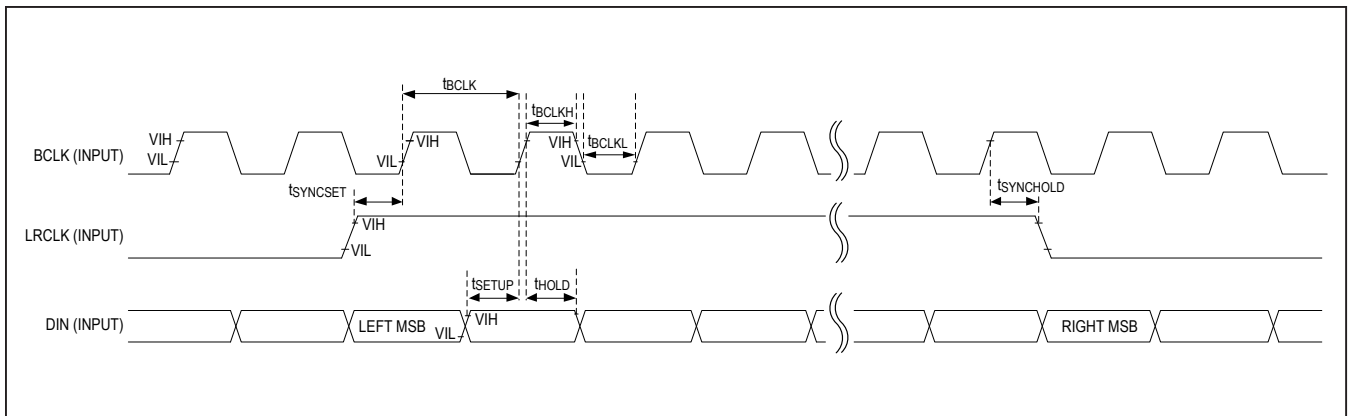 tBCLK
tBCLKH
VIH
VIH
VIH
BCLK (INPUT)
VIL
VIL
VIL
tBCLKL
tSYNCSET
tSYNCHOLD
VIH
LRCLK (INPUT)
VIL
tSETUP
tHOLD
DIN (INPUT)
LEFT MSB
VIH
VIL
RIGHT MSB